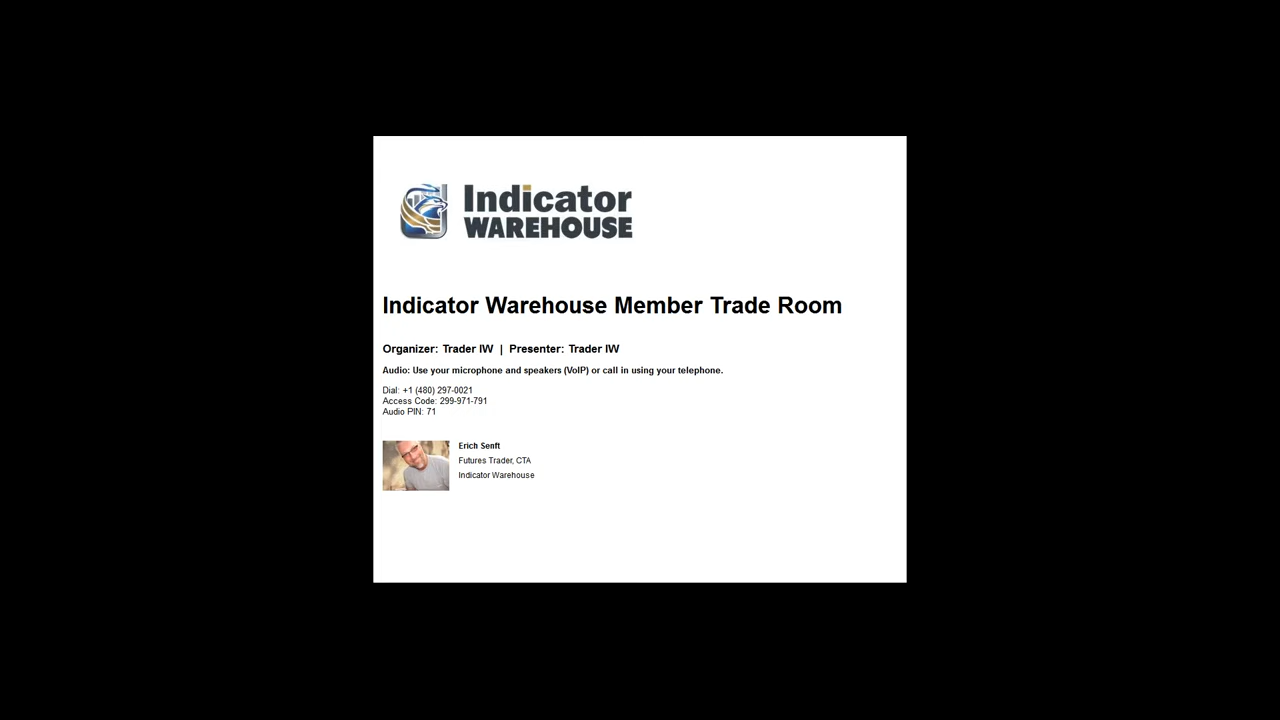 Indicator
WAREHOUSE
Indicator Warehouse Member Trade Room
Organizer: Trader IW | Presenter: Trader IW
Audio: Use your microphone and speakers (VoIP) or call in using your telephone.
Dial: +1 (480) 297-0021
Access Code: 299-971-791
Audio PIN: 71
Erich Senft
Futures Trader, CTA
Indicator Warehouse